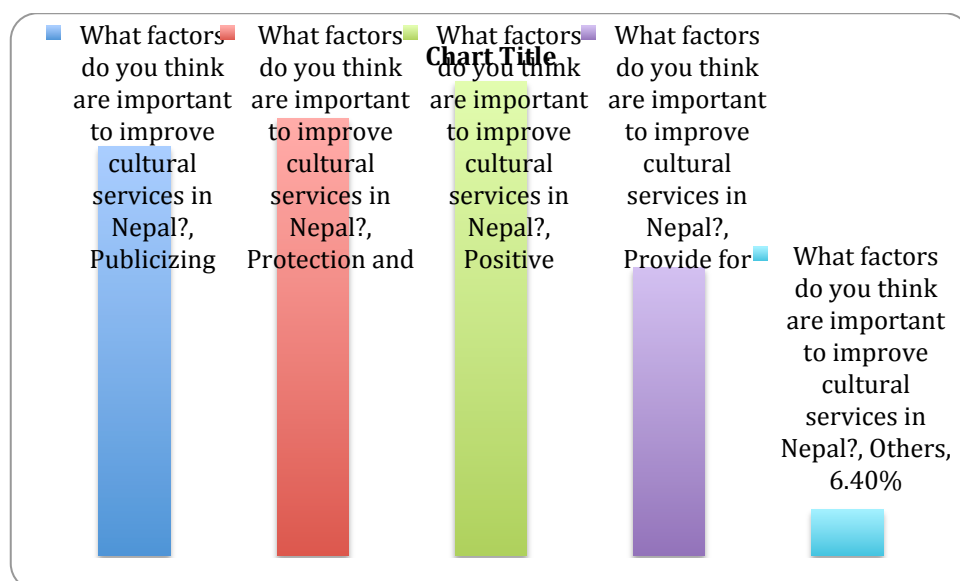 Chart Title
What factors
do you think
are important
to improve
cultural
services in
Nepal?,
Publicizing
What factors
do you think
are important
to improve
cultural
services in
Nepal?,
Protection and
What factors
do you think
are important
to improve
cultural
services in
Nepal?,
Positive
What factors
do you think
are important
to improve
cultural
services in
Nepal?,
Provide for
What factors
do you think
are important
to improve
cultural
services in
Nepal?, Others,
6.40%